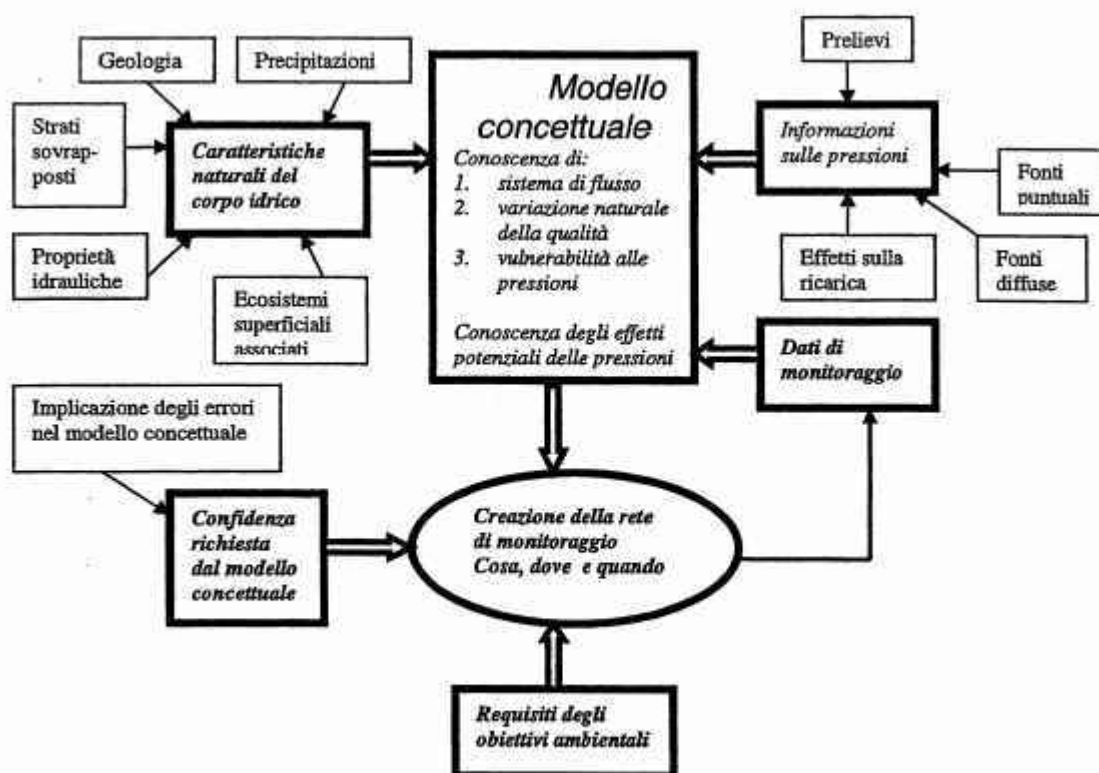 Geologia
Precipitazioni
Strati
sovrap-
posti
Caratteristiche
naturali del
corpo idrico
Proprietà
idrauliche
Ecosistemi
superficiali
associati
Modello
concettuale
Conoscenza di:
1. sistema di flusso
2. variazione naturale
della qualità
3. vulnerabilità alle
pressioni
Conoscenza degli effetti
potenziali delle pressioni
Prelievi
Informazioni
sulle pressioni
Fonti
puntuali
Effetti sulla
ricarica
Fonti
diffuse
Dati di
monitoraggio
Implicazione degli errori
nel modello concettuale
Confidenza
richiesta
dal modello
concettuale
Creazione della rete
di monitoraggio
Cosa, dove e quando
Requisiti degli
obiettivi ambientali